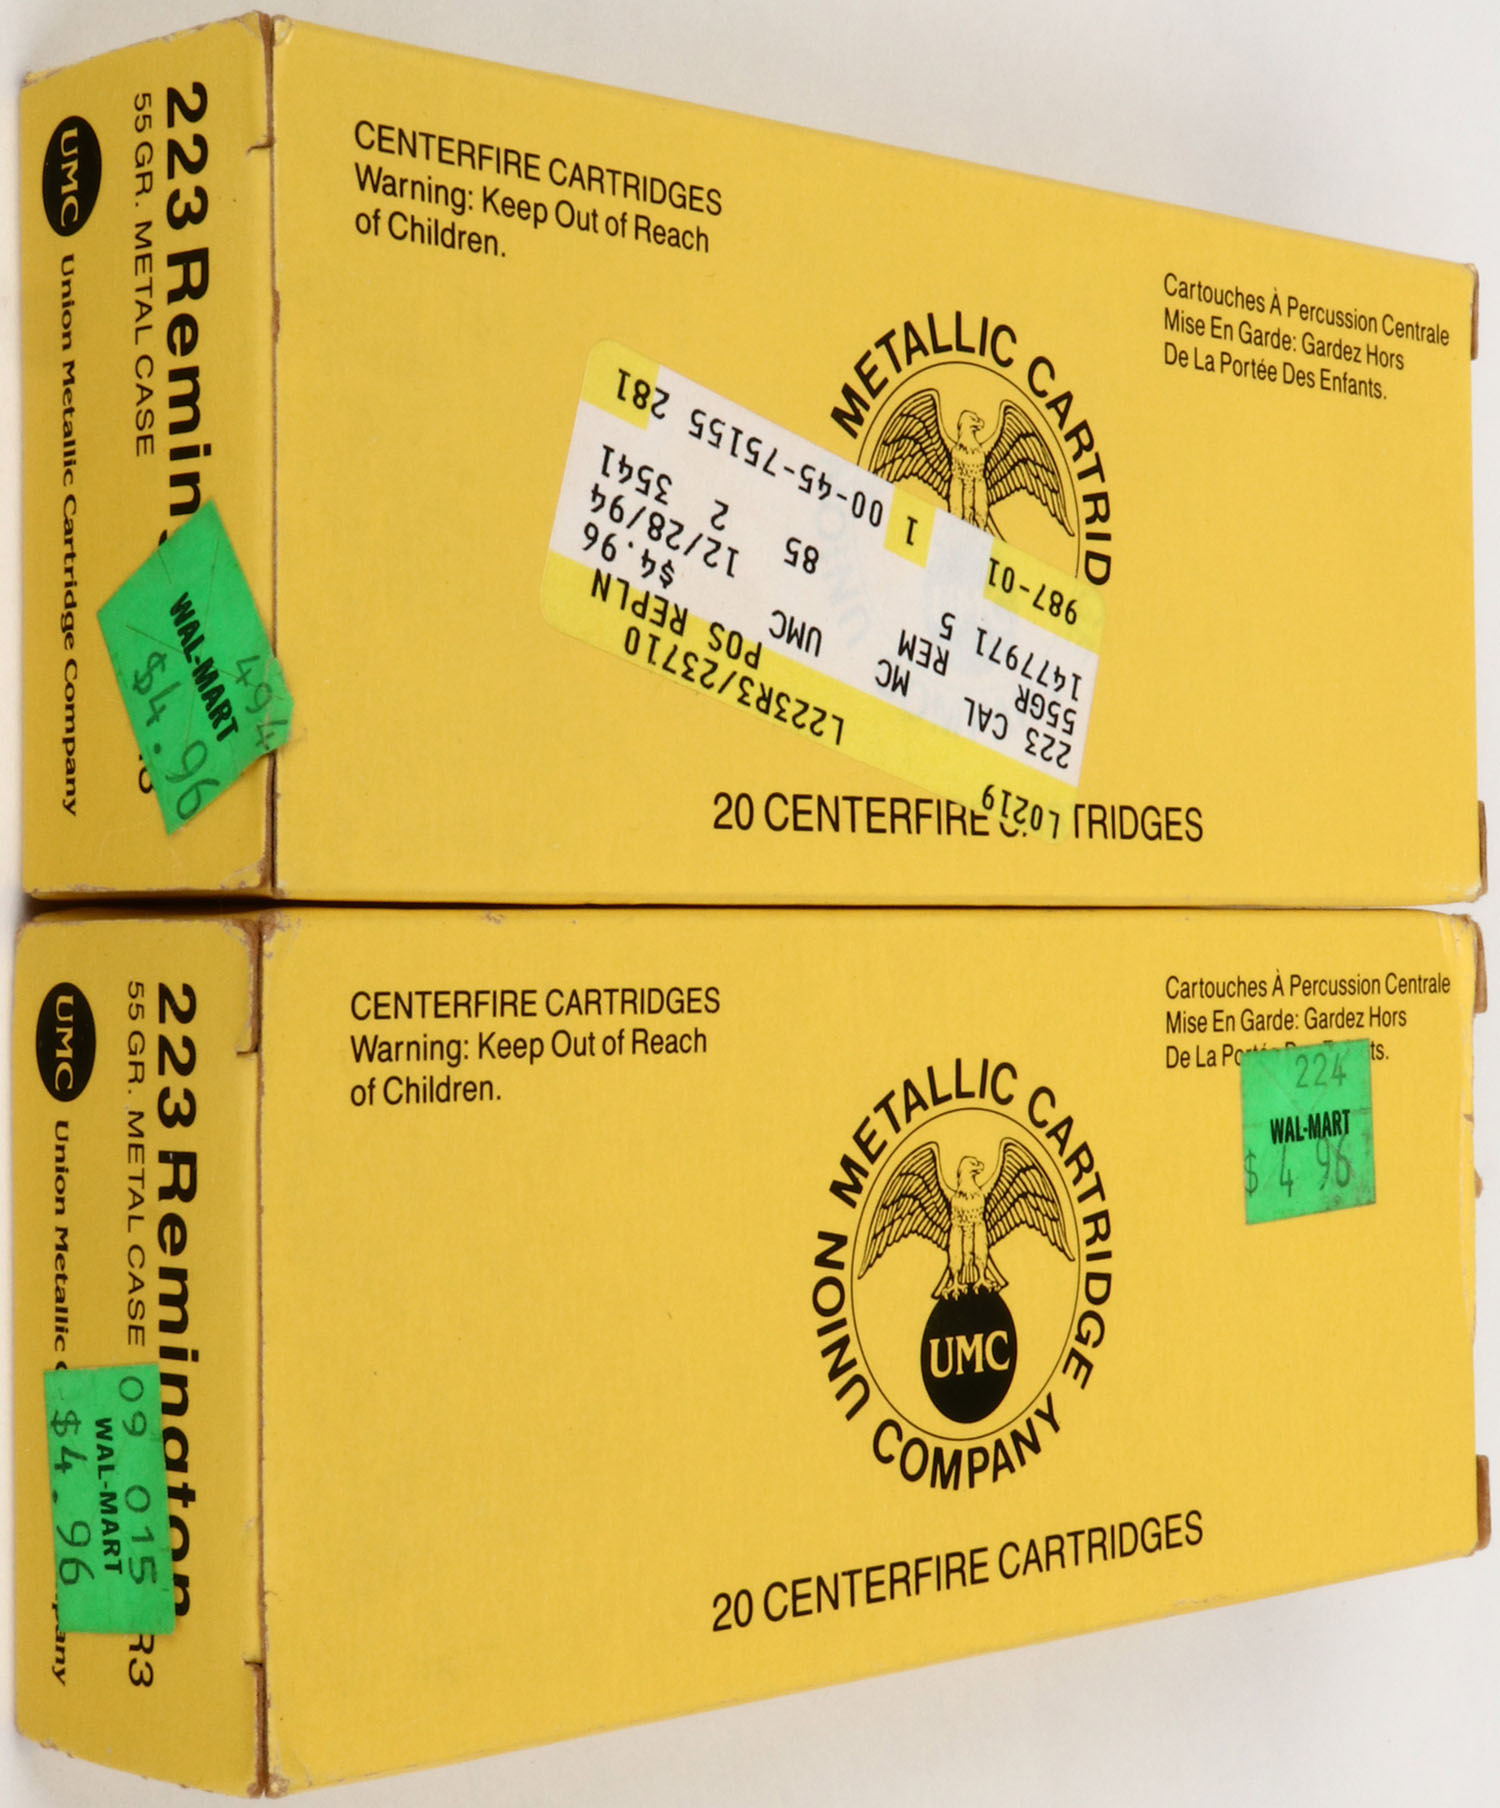 223 Remin
55 GR. METAL CASE
UMC Union Metallic Cartridge Company
WAL-MART
$4.96
494
CENTERFIRE CARTRIDGES
Warning: Keep Out of Reach
of Children.
Cartouches À Percussion Centrale
Mise En Garde: Gardez Hors
De La Portée Des Enfants.
METALLIC CARTRID
L0219 L223R3/23710
223 CAL MC POS REPLN
55GR REM UMC $4.96
1477971 5 85 12/28/94
987-01 1 2 3541
00-45-75155 281
20 CENTERFIRE TRIDGES
223 Remington
55 GR. METAL CASE R3
UMC Union Metallic pany
09 015
WAL-MART
$4.96
CENTERFIRE CARTRIDGES
Warning: Keep Out of Reach
of Children.
Cartouches À Percussion Centrale
Mise En Garde: Gardez Hors
De La
224
WAL-MART
$4 96
UNION METALLIC CARTRIDGE COMPANY
UMC
20 CENTERFIRE CARTRIDGES